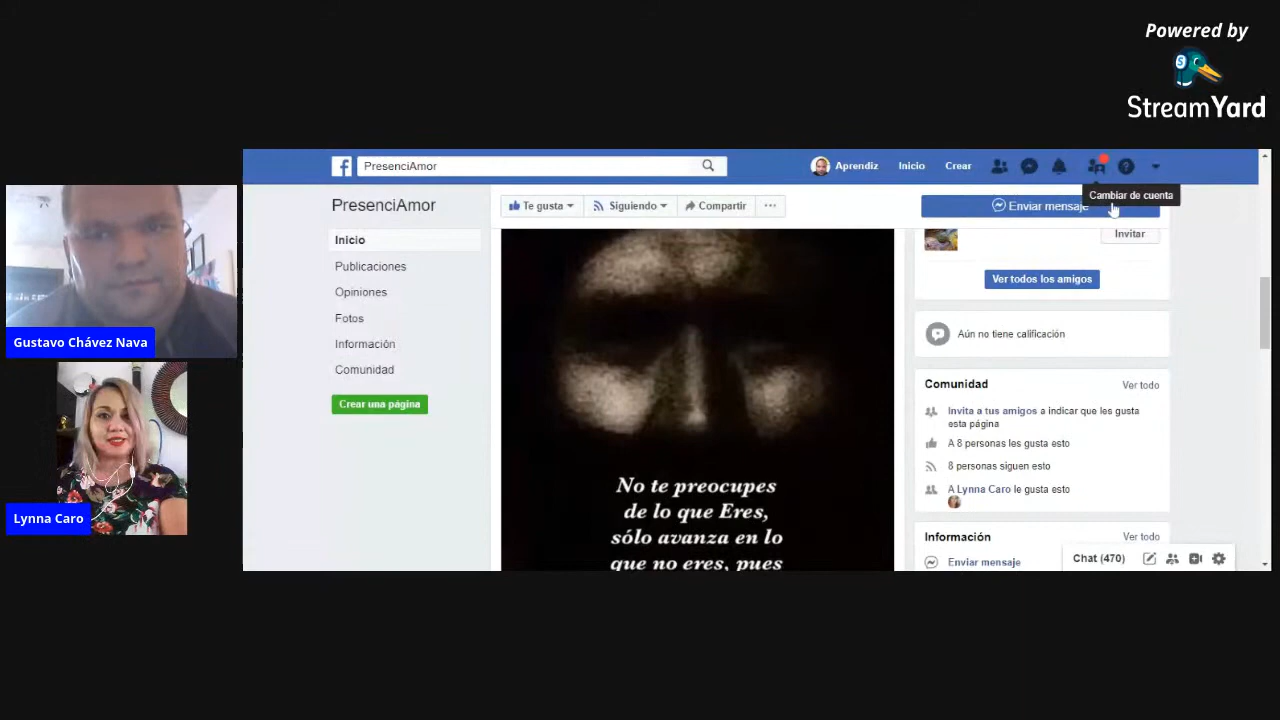 Powered by
StreamYard
PresenciAmor
Aprendiz
Inicio
Crear
Cambiar de cuenta
PresenciAmor
Te gusta
Siguiendo
Compartir
Enviar mensaje
Inicio
Publicaciones
Opiniones
Fotos
Información
Comunidad
Crear una página
Invitar
Ver todos los amigos
Aún no tiene calificación
Comunidad
Ver todo
Invita a tus amigos a indicar que les gusta
esta página
A 8 personas les gusta esto
8 personas siguen esto
A Lynna Caro le gusta esto
Información
Ver todo
Enviar mensaje
Chat (470)
No te preocupes
de lo que Eres,
sólo avanza en lo
que no eres, pues
Gustavo Chávez Nava
Lynna Caro